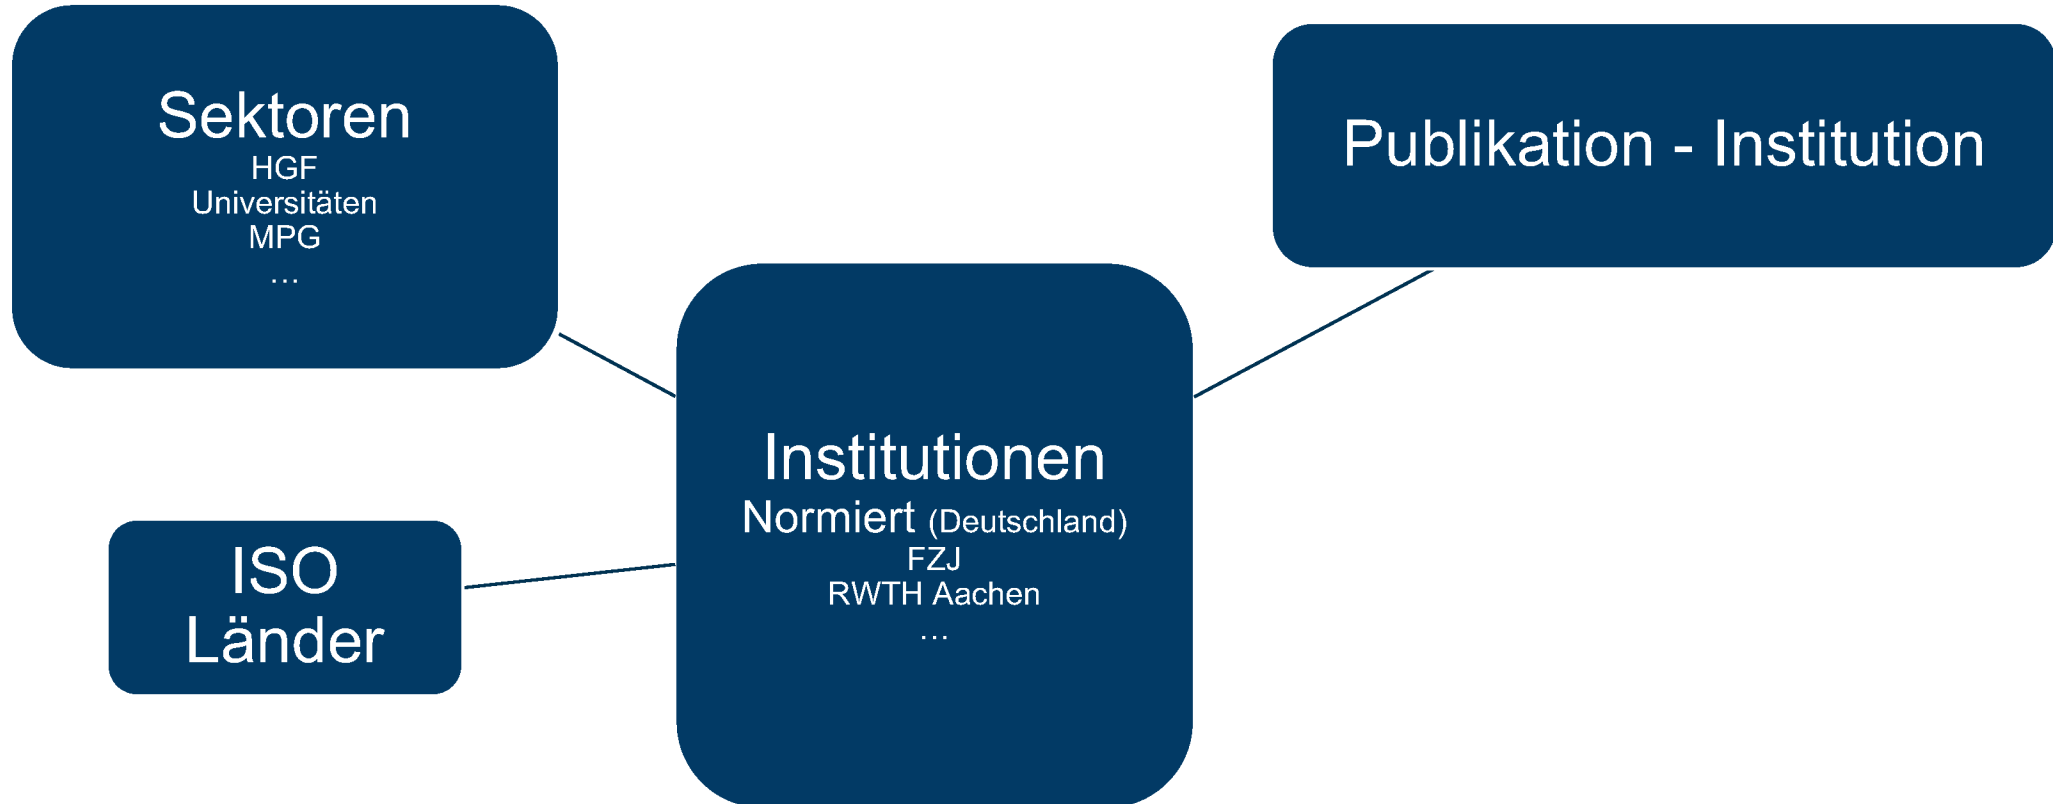 Sektoren
HGF
Universitäten
MPG
...
Publikation - Institution
Institutionen
Normiert (Deutschland)
FZJ
RWTH Aachen
...
ISO
Länder